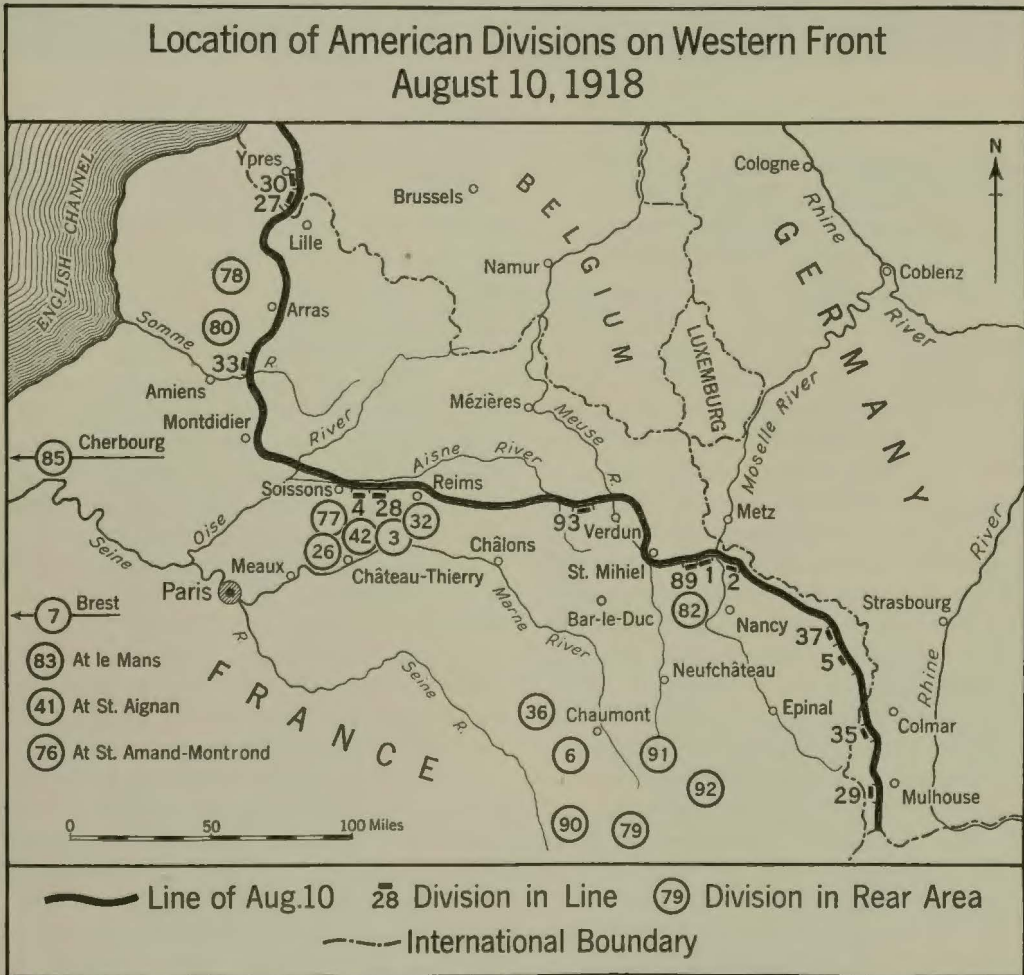 Location of American Divisions on Western Front
August 10, 1918
N
ENGLISH CHANNEL
Ypres
30
27
Lille
Brussels
BELGIUM
Cologne
Rhine
River
GERMANY
Namur
Coblenz
78
Arras
80
Somme
R.
33
Amiens
LUXEMBURG
Moselle River
Montdidier
Mézières
Meuse
R.
Cherbourg
85
River
Oise
Aisne
River
Soissons
Reims
4
28
77
42
3
32
26
93
Verdun
Metz
Seine
R.
Meaux
Château-Thierry
Châlons
St. Mihiel
89
1
2
Paris
82
Bar-le-Duc
Nancy
Strasbourg
River
Rhine
Brest
7
Marne
River
37
5
83 At le Mans
41 At St. Aignan
76 At St. Amand-Montrond
FRANCE
Seine
R.
Neufchâteau
36
Chaumont
6
91
Epinal
Colmar
35
92
29
Mulhouse
90
79
0 50 100 Miles
Line of Aug.10 28 Division in Line 79 Division in Rear Area
International Boundary